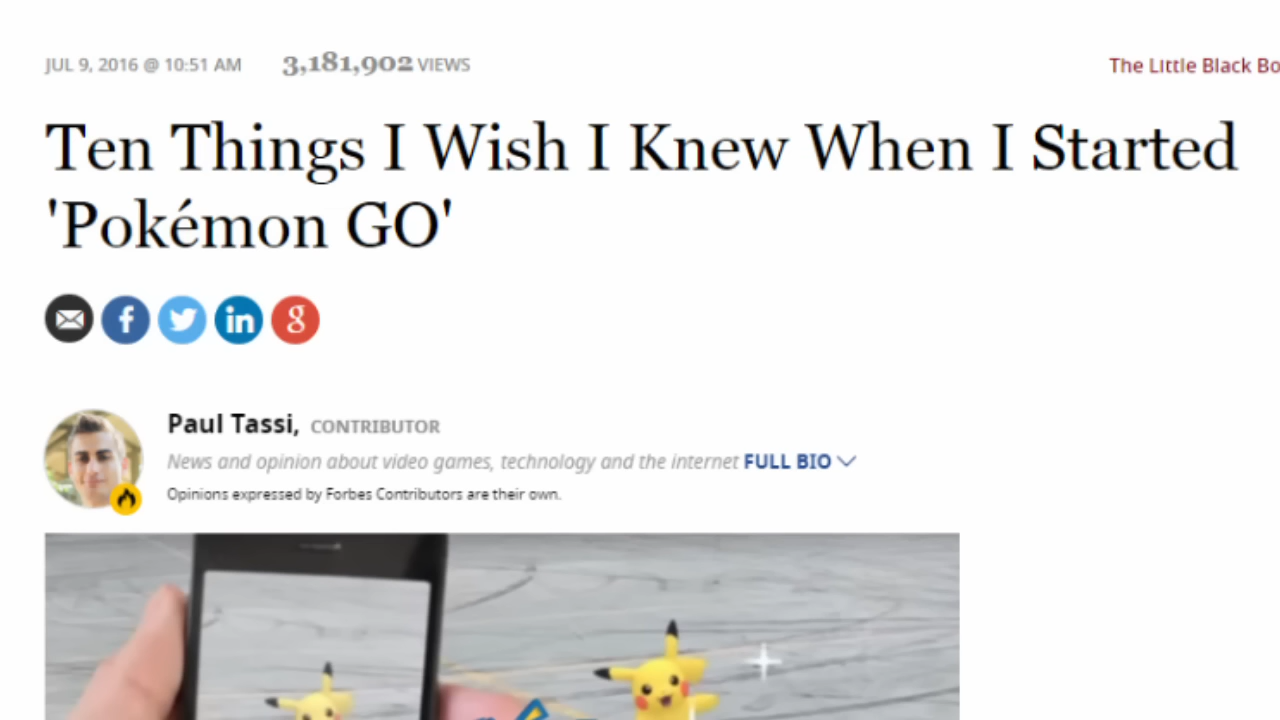 JUL 9, 2016 @ 10:51 AM 3,181,902 VIEWS The Little Black Bo
Ten Things I Wish I Knew When I Started
'Pokémon GO'
Paul Tassi, CONTRIBUTOR
News and opinion about video games, technology and the internet FULL BIO
Opinions expressed by Forbes Contributors are their own.